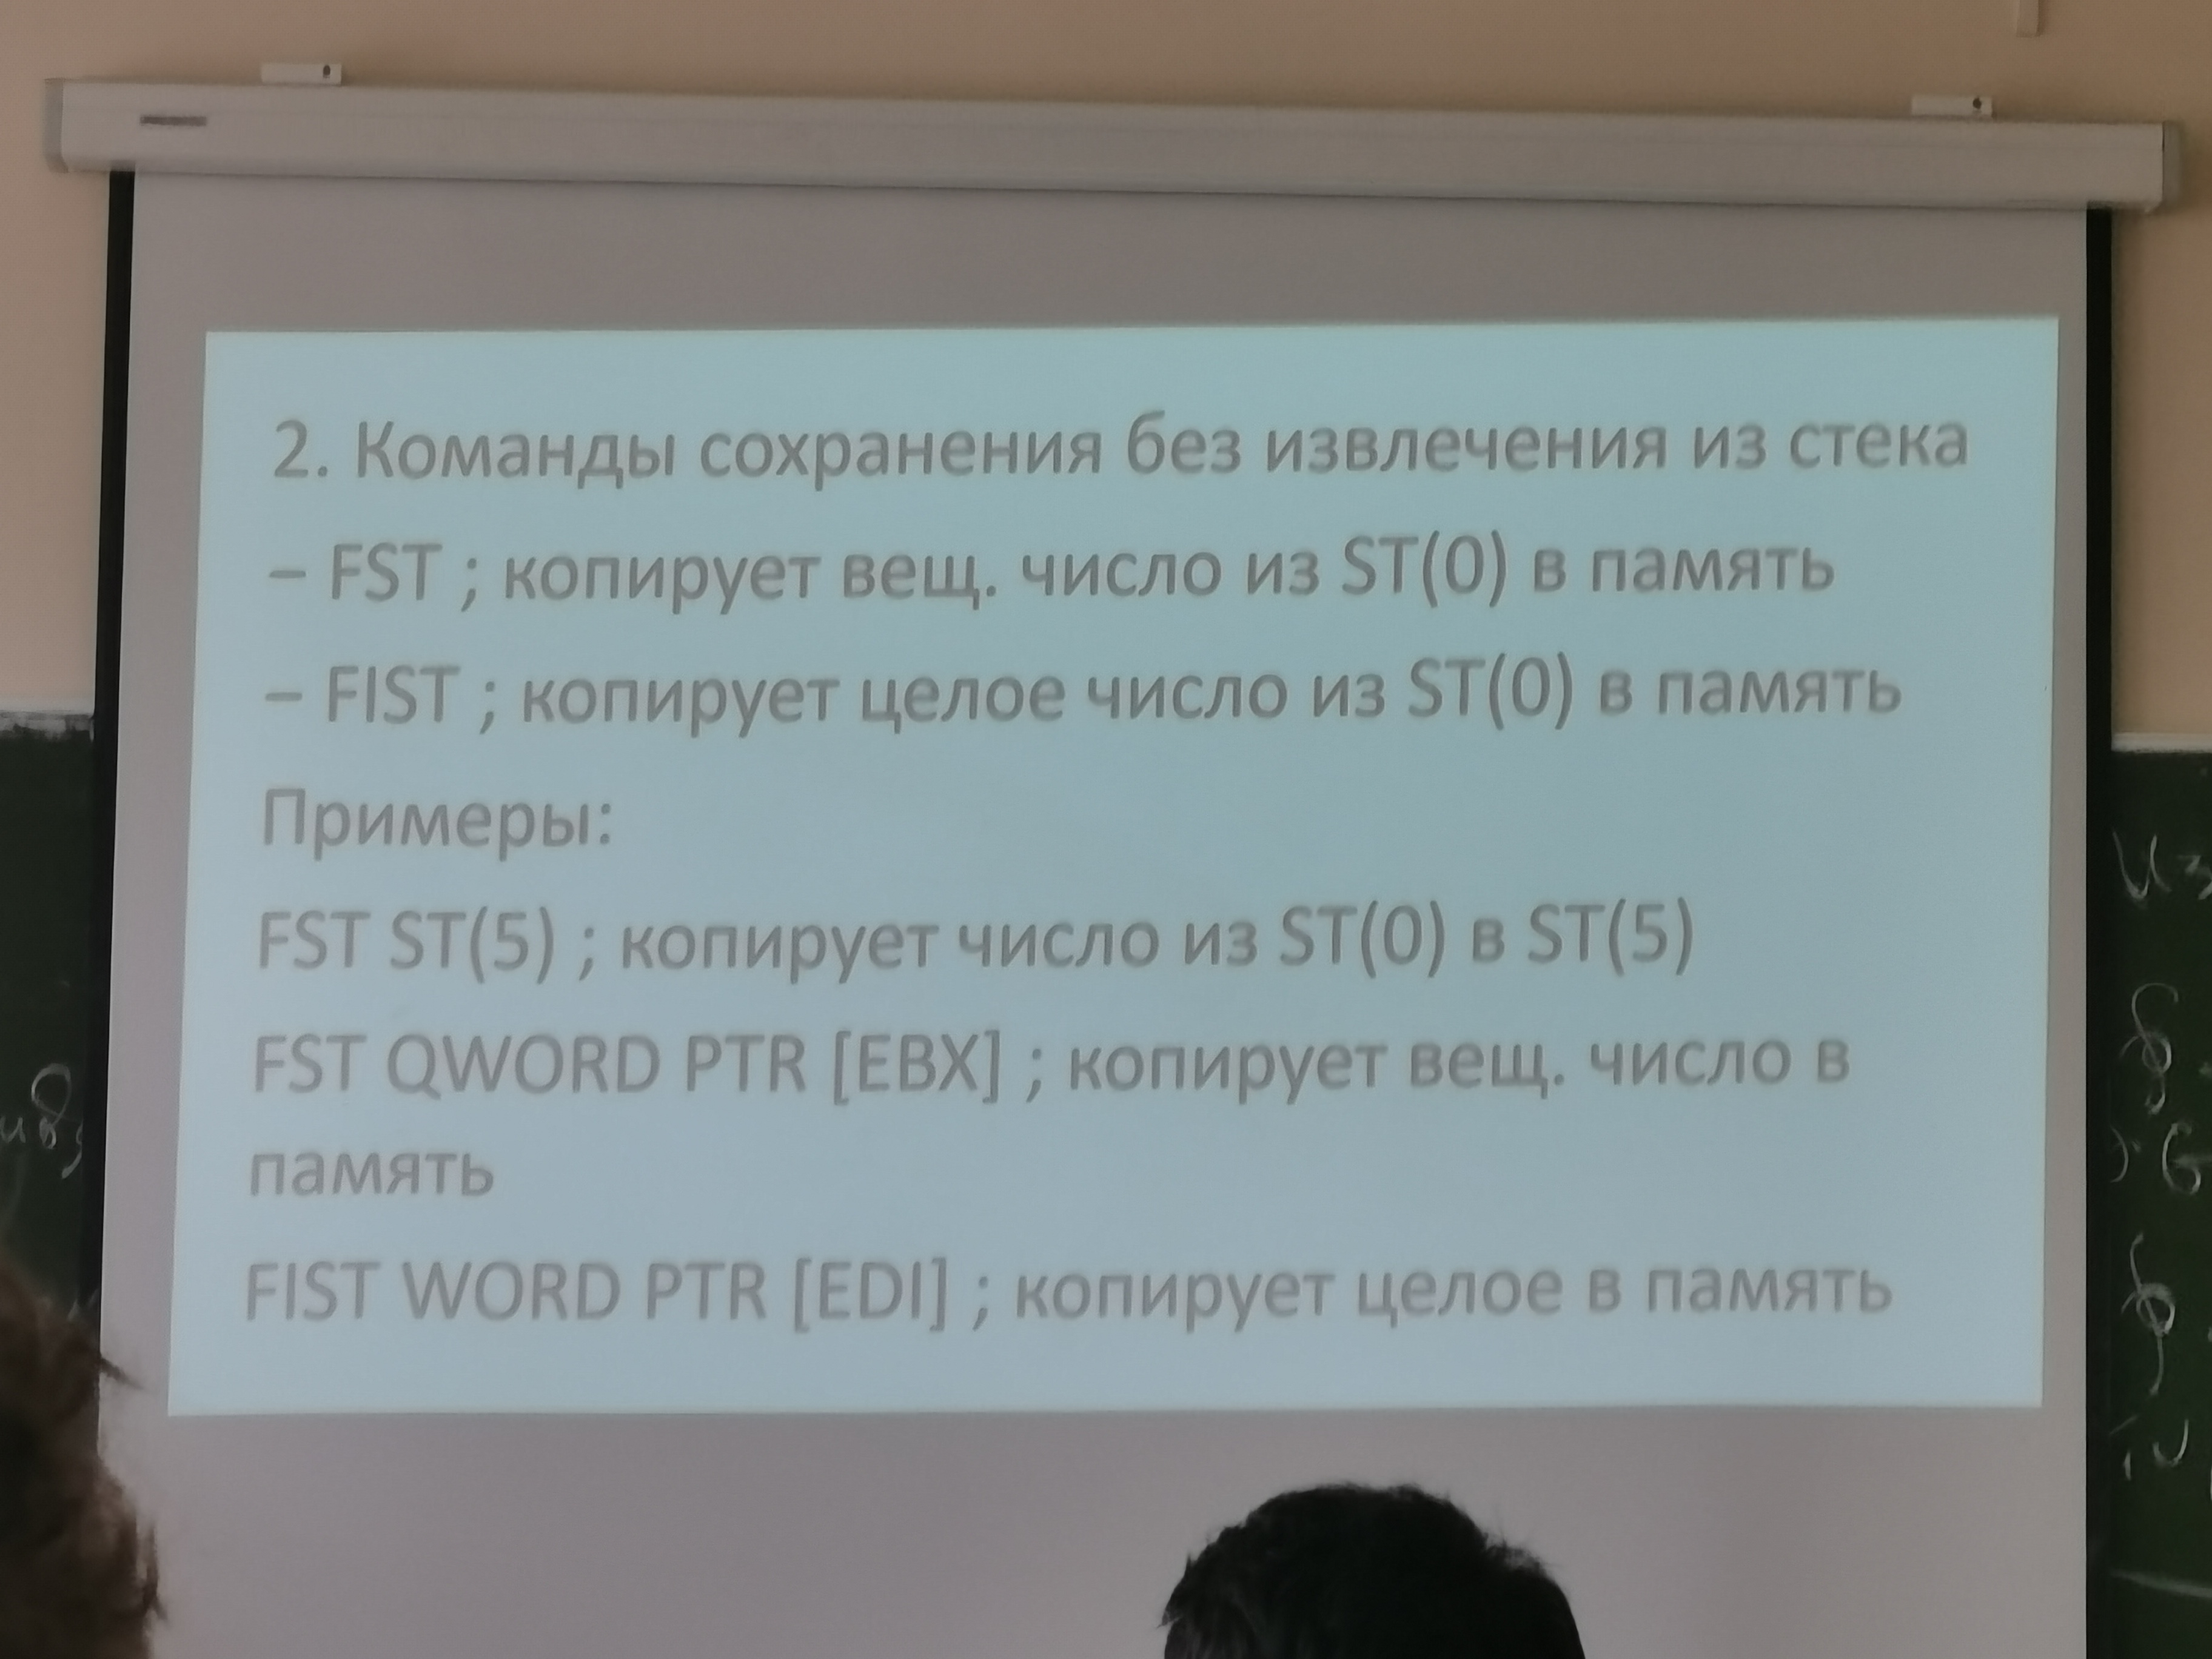 2. Команды сохранения без извлечения из стека
– FST ; копирует вещ. число из ST(0) в память
– FIST ; копирует целое число из ST(0) в память
Примеры:
FST ST(5) ; копирует число из ST(0) в ST(5)
FST QWORD PTR [EBX] ; копирует вещ. число в
память
FIST WORD PTR [EDI] ; копирует целое в память